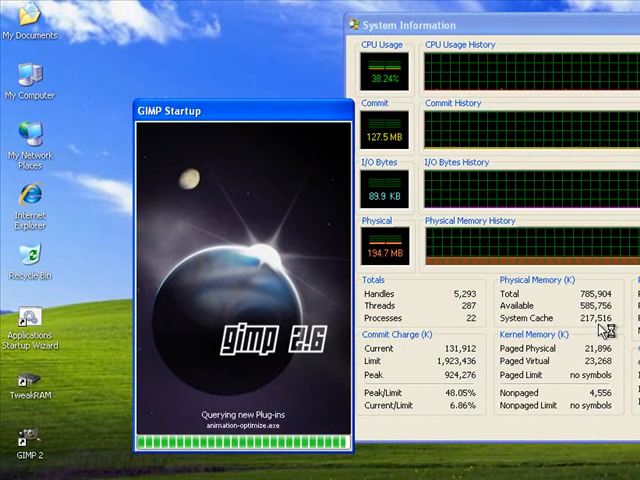 My Documents
My Computer
My Network
Places
Internet
Explorer
Recycle Bin
Applications
Startup Wizard
TweakRAM
GIMP 2
GIMP Startup
gimp 2.6
Querying new Plug-ins
animation-optimize.exe
System Information
CPU Usage
CPU Usage History
38.24%
Commit
Commit History
127.5 MB
I/O Bytes
I/O Bytes History
89.9 KB
Physical
Physical Memory History
194.7 MB
Totals
Handles 5,293
Threads 287
Processes 22
Physical Memory (K)
Total 785,904
Available 585,756
System Cache 217,516
Commit Charge (K)
Current 131,912
Limit 1,923,436
Peak 924,276
Peak/Limit 48.05%
Current/Limit 6.86%
Kernel Memory (K)
Paged Physical 21,896
Paged Virtual 23,268
Paged Limit no symbols
Nonpaged 4,556
Nonpaged Limit no symbols